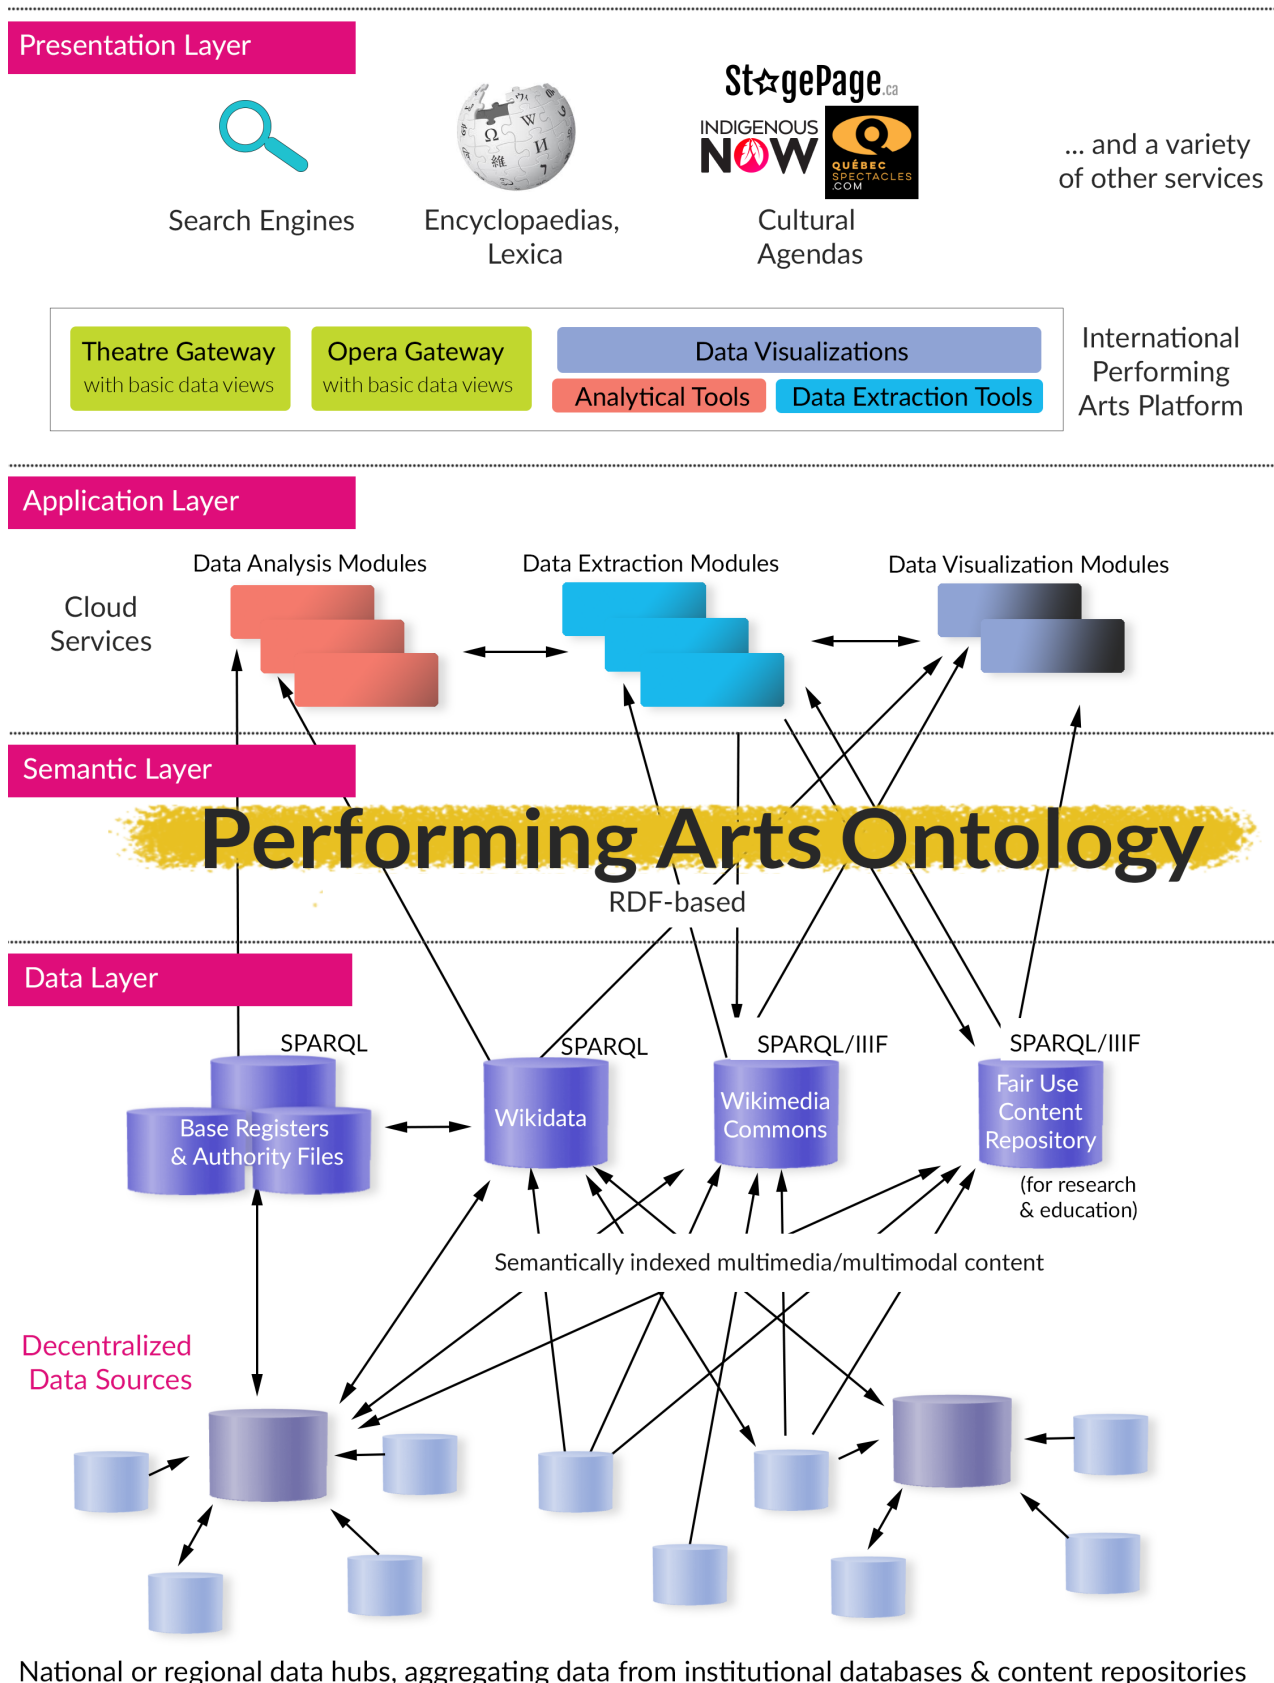 Presentation Layer
St☆gePage.ca
INDIGENOUS
NOW
QUÉBEC
SPECTACLES
.COM
... and a variety
of other services
Search Engines
Encyclopaedias,
Lexica
Cultural
Agendas
Theatre Gateway
with basic data views
Opera Gateway
with basic data views
Data Visualizations
Analytical Tools
Data Extraction Tools
International
Performing
Arts Platform
Application Layer
Data Analysis Modules
Data Extraction Modules
Data Visualization Modules
Cloud
Services
Semantic Layer
Performing Arts Ontology
RDF-based
Data Layer
SPARQL
SPARQL
SPARQL/IIIF
SPARQL/IIIF
Base Registers
& Authority Files
Wikidata
Wikimedia
Commons
Fair Use
Content
Repository
(for research
& education)
Semantically indexed multimedia/multimodal content
Decentralized
Data Sources
National or regional data hubs, aggregating data from institutional databases & content repositories